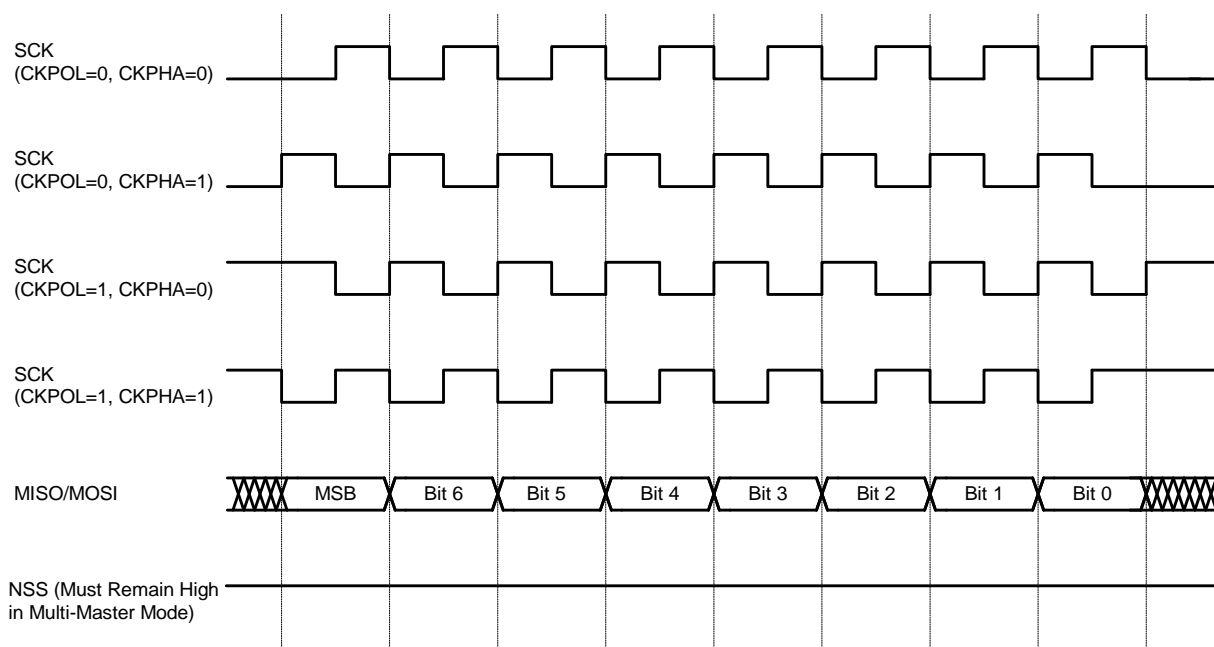 SCK
(CKPOL=0, CKPHA=0)
SCK
(CKPOL=0, CKPHA=1)
SCK
(CKPOL=1, CKPHA=0)
SCK
(CKPOL=1, CKPHA=1)
MISO/MOSI
MSB
Bit 6
Bit 5
Bit 4
Bit 3
Bit 2
Bit 1
Bit 0
NSS (Must Remain High
in Multi-Master Mode)